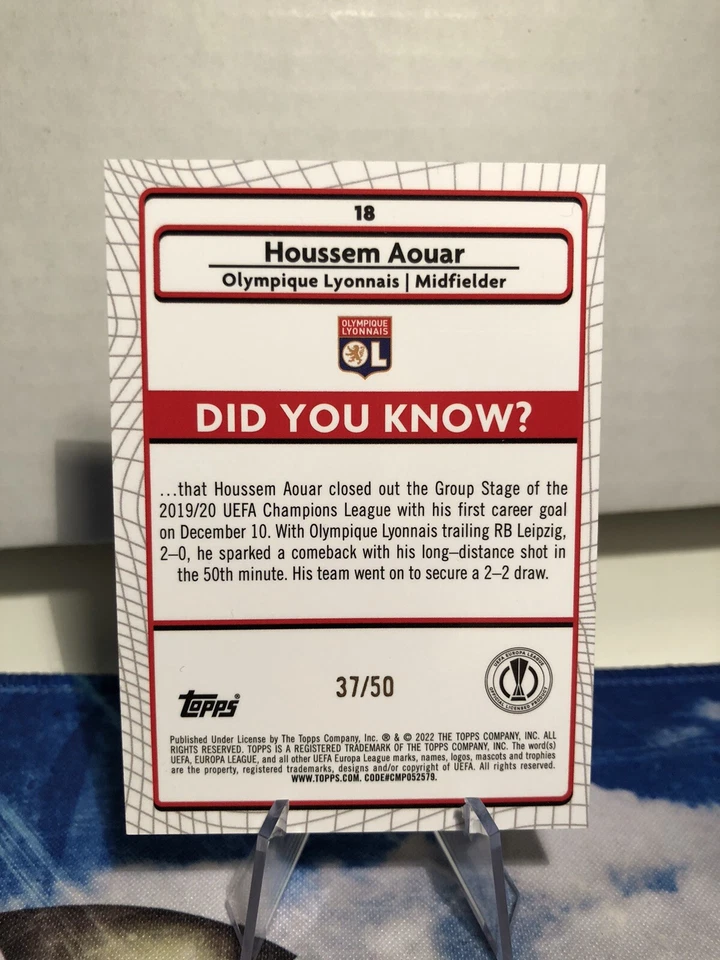 18
Houssem Aouar
Olympique Lyonnais | Midfielder
OLYMPIQUE
LYONNAIS
OL
DID YOU KNOW?
...that Houssem Aouar closed out the Group Stage of the
2019/20 UEFA Champions League with his first career goal
on December 10. With Olympique Lyonnais trailing RB Leipzig,
2–0, he sparked a comeback with his long–distance shot in
the 50th minute. His team went on to secure a 2–2 draw.
Topps®
37/50
UEFA EUROPA LEAGUE
OFFICIAL LICENSED PRODUCT
Published Under License by The Topps Company, Inc. ® & © 2022 THE TOPPS COMPANY, INC. ALL
RIGHTS RESERVED. TOPPS IS A REGISTERED TRADEMARK OF THE TOPPS COMPANY, INC. The word(s)
UEFA, EUROPA LEAGUE, and all other UEFA Europa League marks, names, logos, mascots and trophies
are the property, registered trademarks, designs and/or copyright of UEFA. All rights reserved.
WWW.TOPPS.COM. CODE#CMP052579.